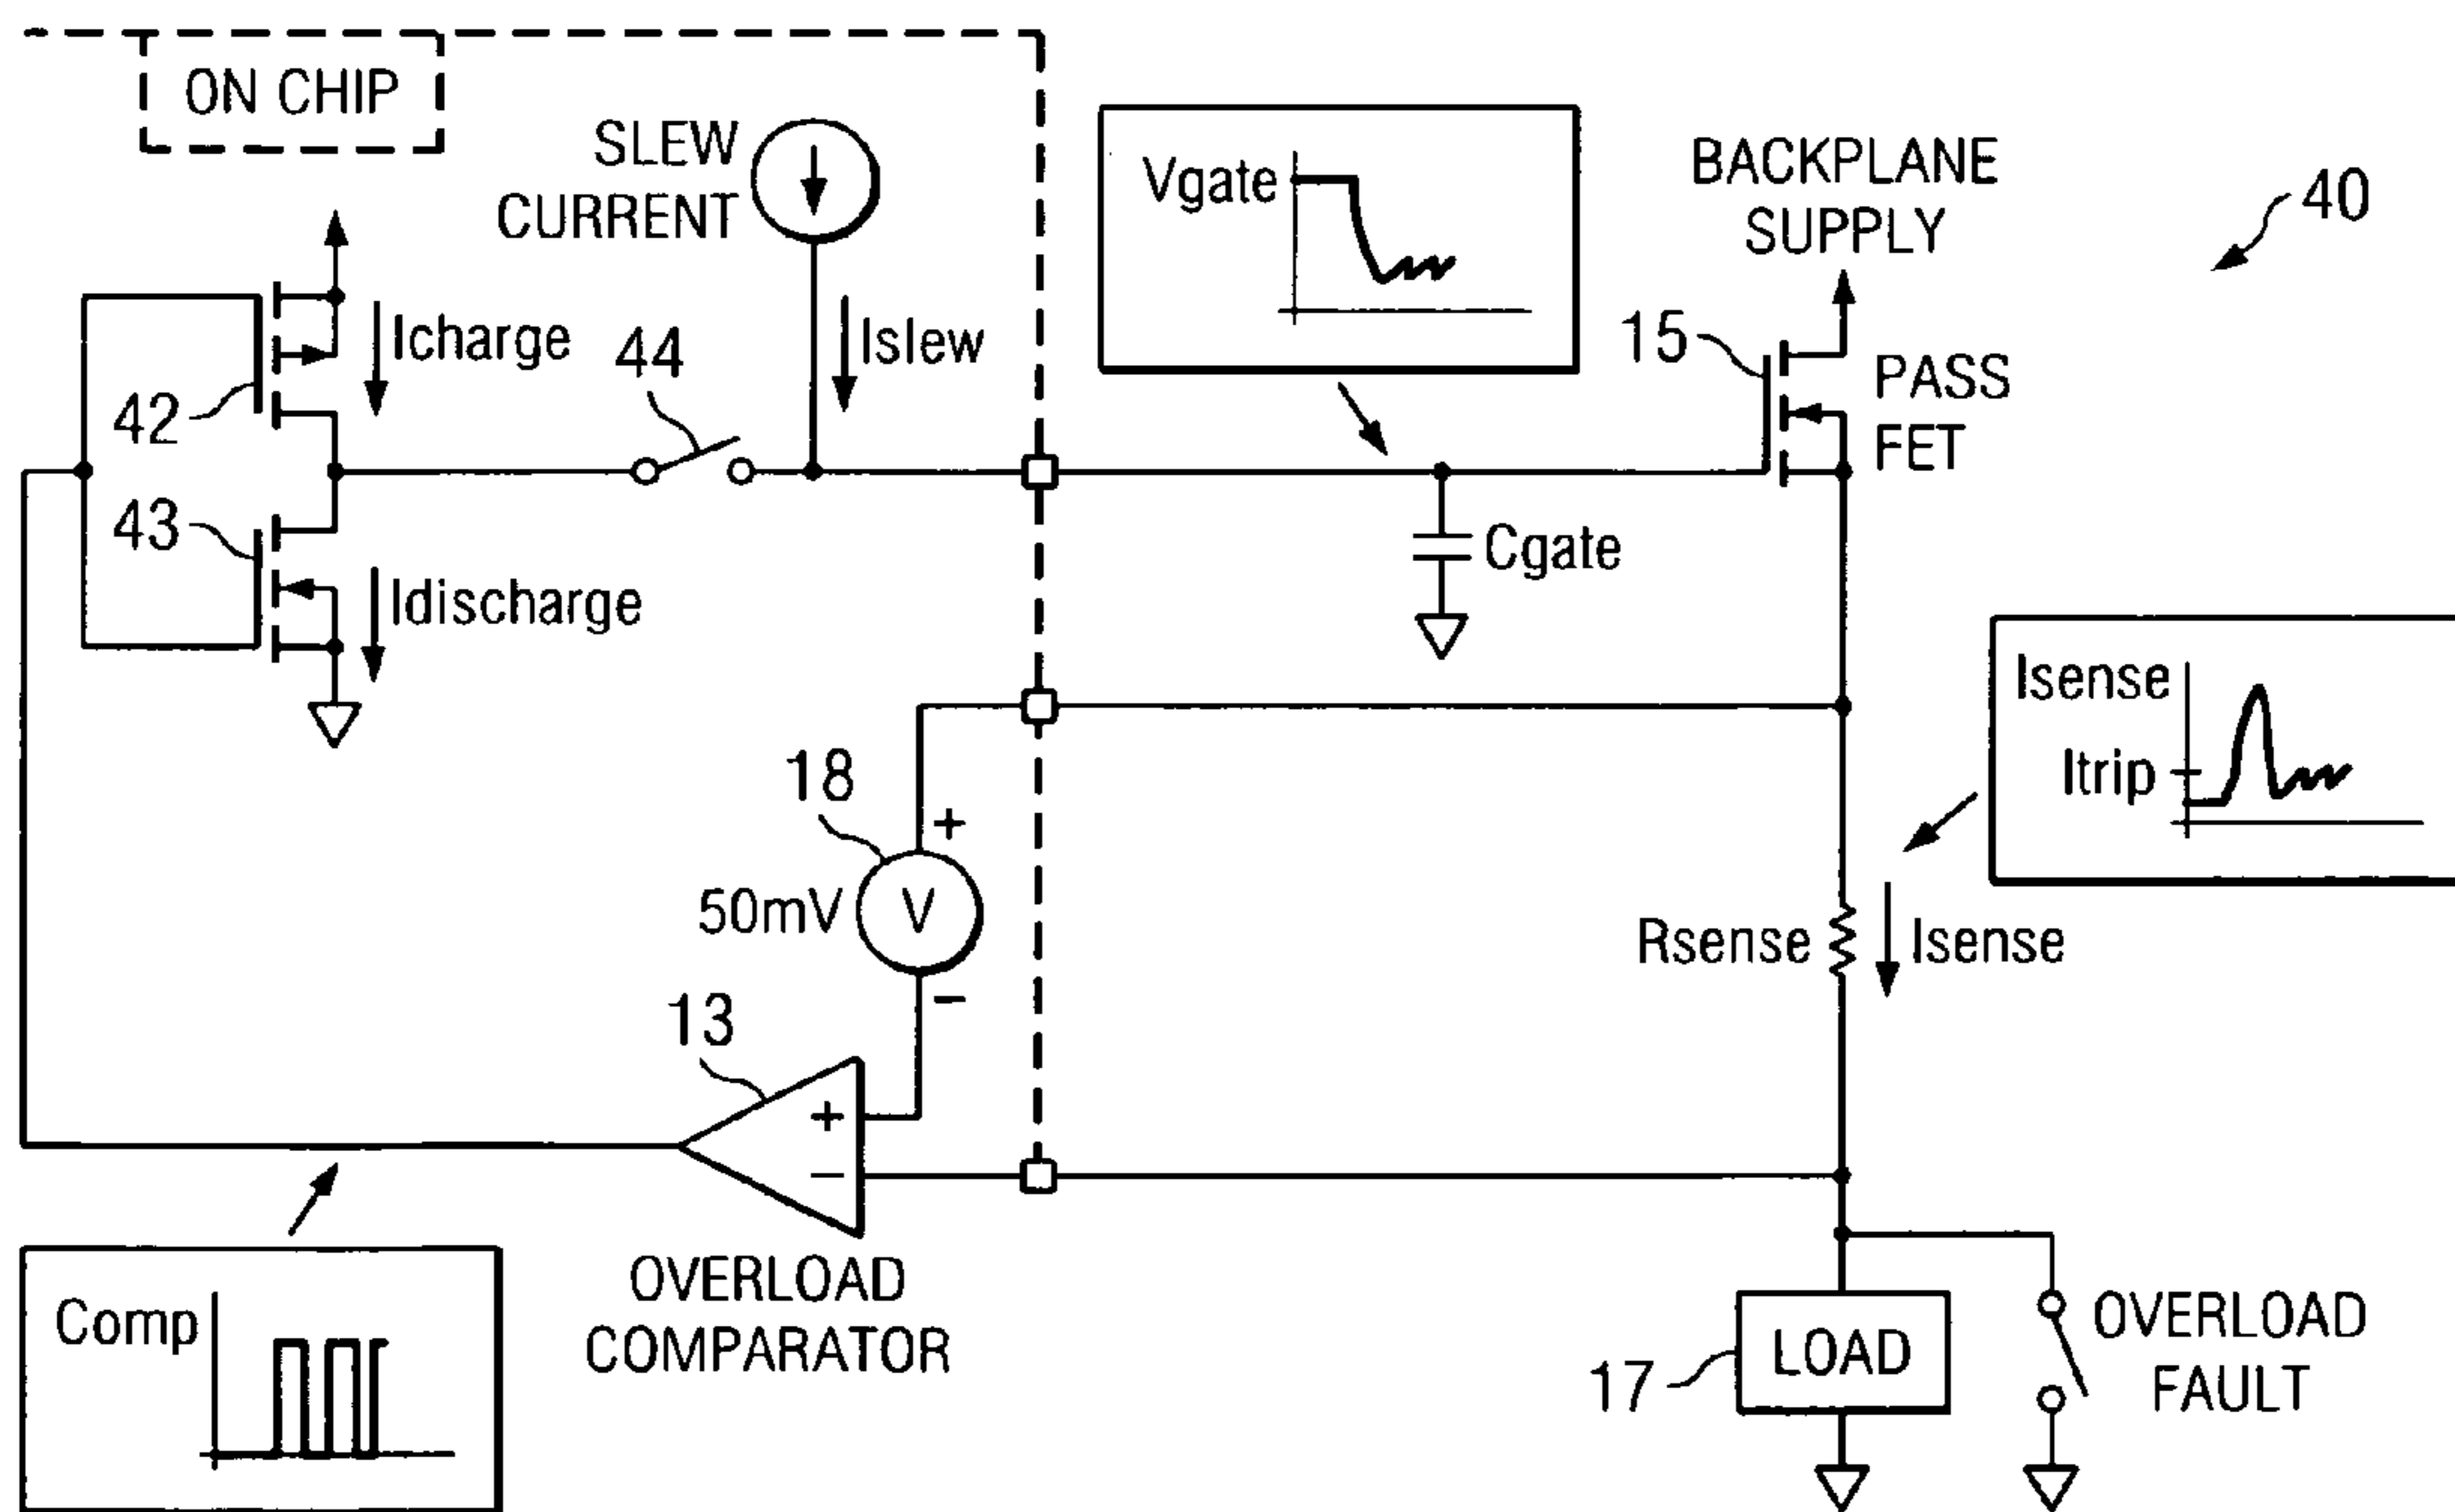 ON CHIP
SLEW
CURRENT
Vgate
BACKPLANE
SUPPLY
40
Icharge
44
Islew
15
PASS
FET
42
43
Cgate
Idischarge
Isense
Itrip
18
+
50mV
V
−
Rsense
Isense
13
+
−
Comp
OVERLOAD
COMPARATOR
LOAD
17
OVERLOAD
FAULT